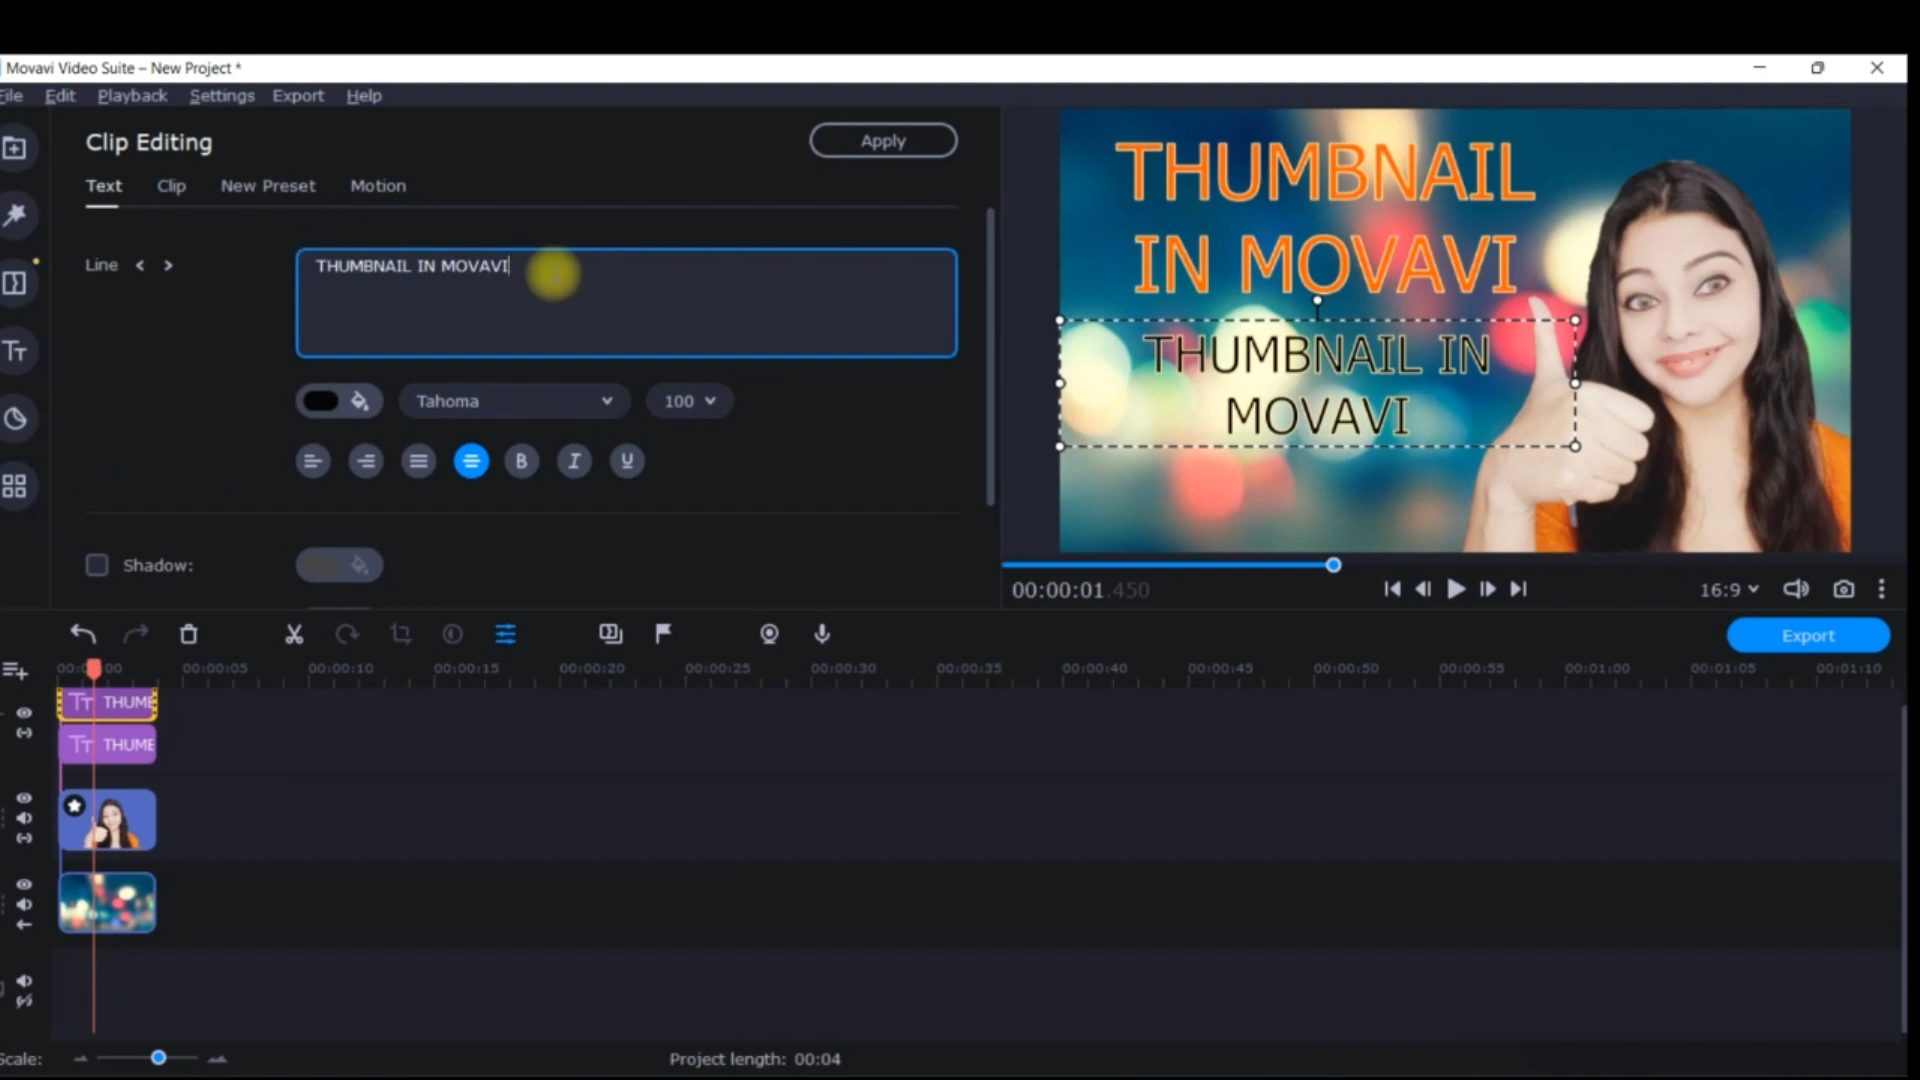 Movavi Video Suite – New Project *
File Edit Playback Settings Export Help
Clip Editing
Apply
Text Clip New Preset Motion
Line < >
THUMBNAIL IN MOVAVI
Tahoma
100
B I U
Shadow:
THUMBNAIL
IN MOVAVI
THUMBNAIL IN
MOVAVI
00:00:01.450
16:9
Export
00:00:05 00:00:10 00:00:15 00:00:20 00:00:25 00:00:30 00:00:35 00:00:40 00:00:45 00:00:50 00:00:55 00:01:00 00:01:05 00:01:10
Tт THUME
Tт THUME
Scale:
Project length: 00:04